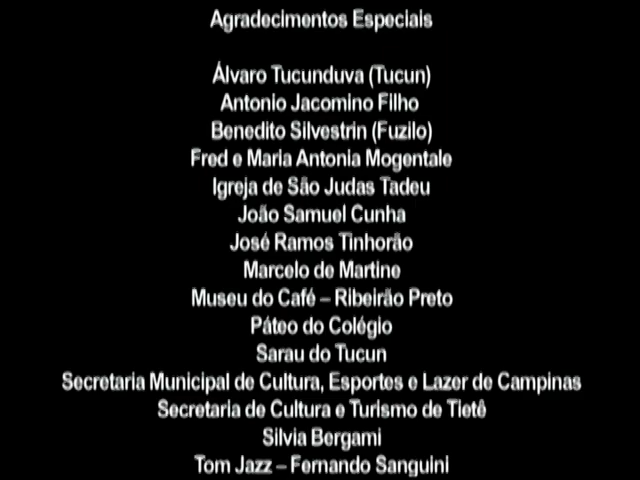 Agradecimentos Especiais
Álvaro Tucunduva (Tucun)
Antonio Jacomino Filho
Benedito Silvestrin (Fuzilo)
Fred e Maria Antonia Mogentale
Igreja de São Judas Tadeu
João Samuel Cunha
José Ramos Tinhorão
Marcelo de Martine
Museu do Café – Ribeirão Preto
Páteo do Colégio
Sarau do Tucun
Secretaria Municipal de Cultura, Esportes e Lazer de Campinas
Secretaria de Cultura e Turismo de Tietê
Silvia Bergami
Tom Jazz – Fernando Sanguini